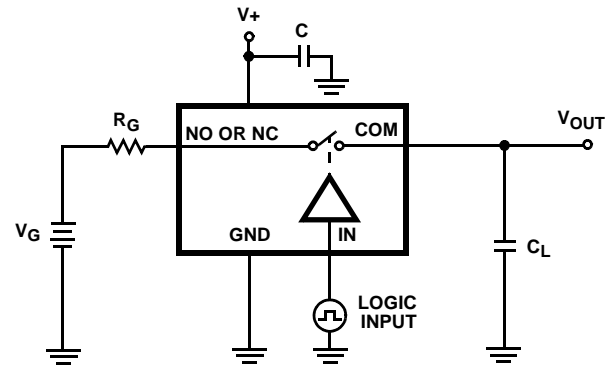 V+
C
RG
NO OR NC
COM
VOUT
VG
GND
IN
CL
LOGIC
INPUT